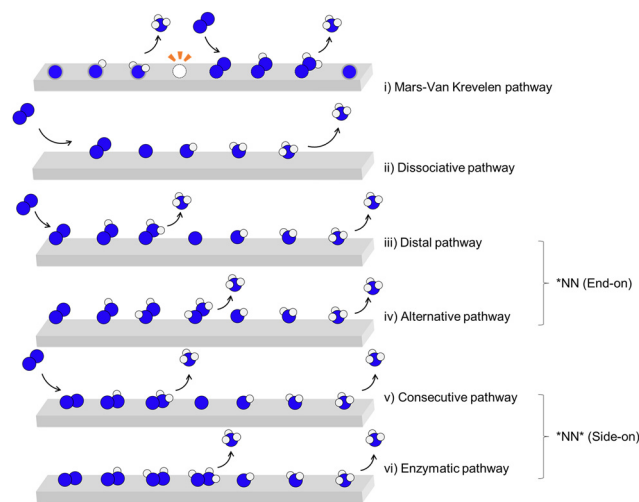 i) Mars-Van Krevelen pathway
ii) Dissociative pathway
iii) Distal pathway
*NN (End-on)
iv) Alternative pathway
v) Consecutive pathway
*NN* (Side-on)
vi) Enzymatic pathway